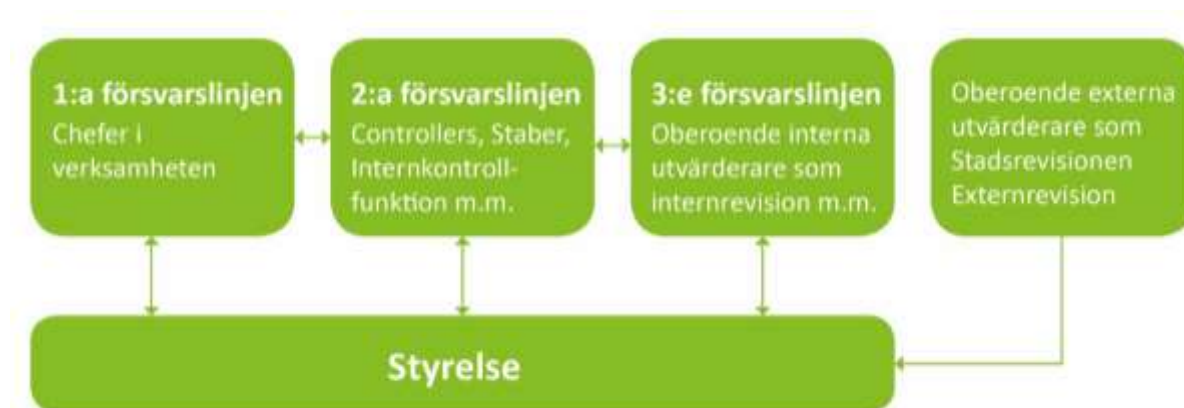 1:a försvarslinjen
Chefer i
verksamheten
2:a försvarslinjen
Controllers, Staber,
Internkontroll-
funktion m.m.
3:e försvarslinjen
Oberoende interna
utvärderare som
internrevision m.m.
Oberoende externa
utvärderare som
Stadsrevisionen
Externrevision
Styrelse